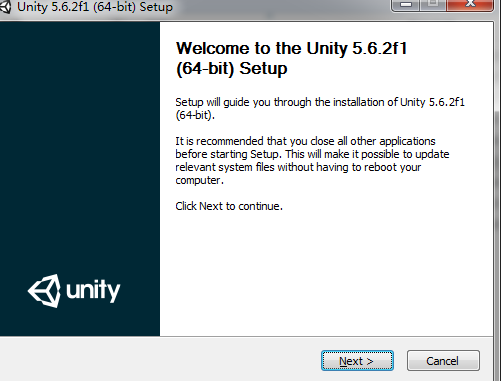 Unity 5.6.2f1 (64-bit) Setup
Welcome to the Unity 5.6.2f1
(64-bit) Setup
Setup will guide you through the installation of Unity 5.6.2f1
(64-bit).
It is recommended that you close all other applications
before starting Setup. This will make it possible to update
relevant system files without having to reboot your
computer.
Click Next to continue.
unity
Next >
Cancel